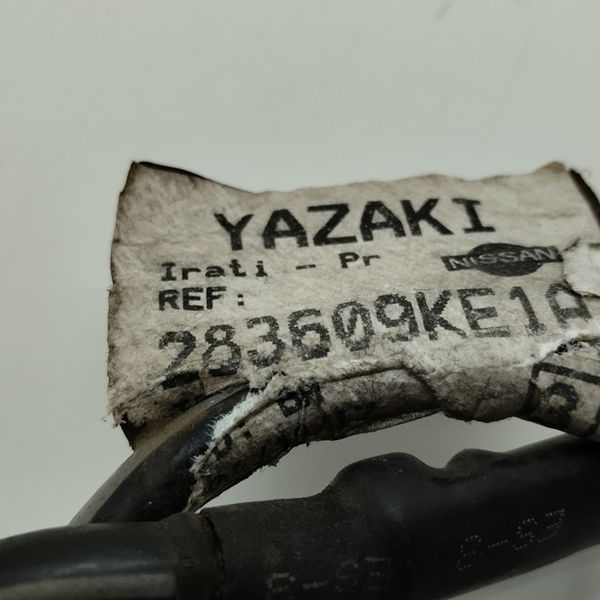 YAZAKI
Irati - Pr NISSAN
REF:
283609KE1A